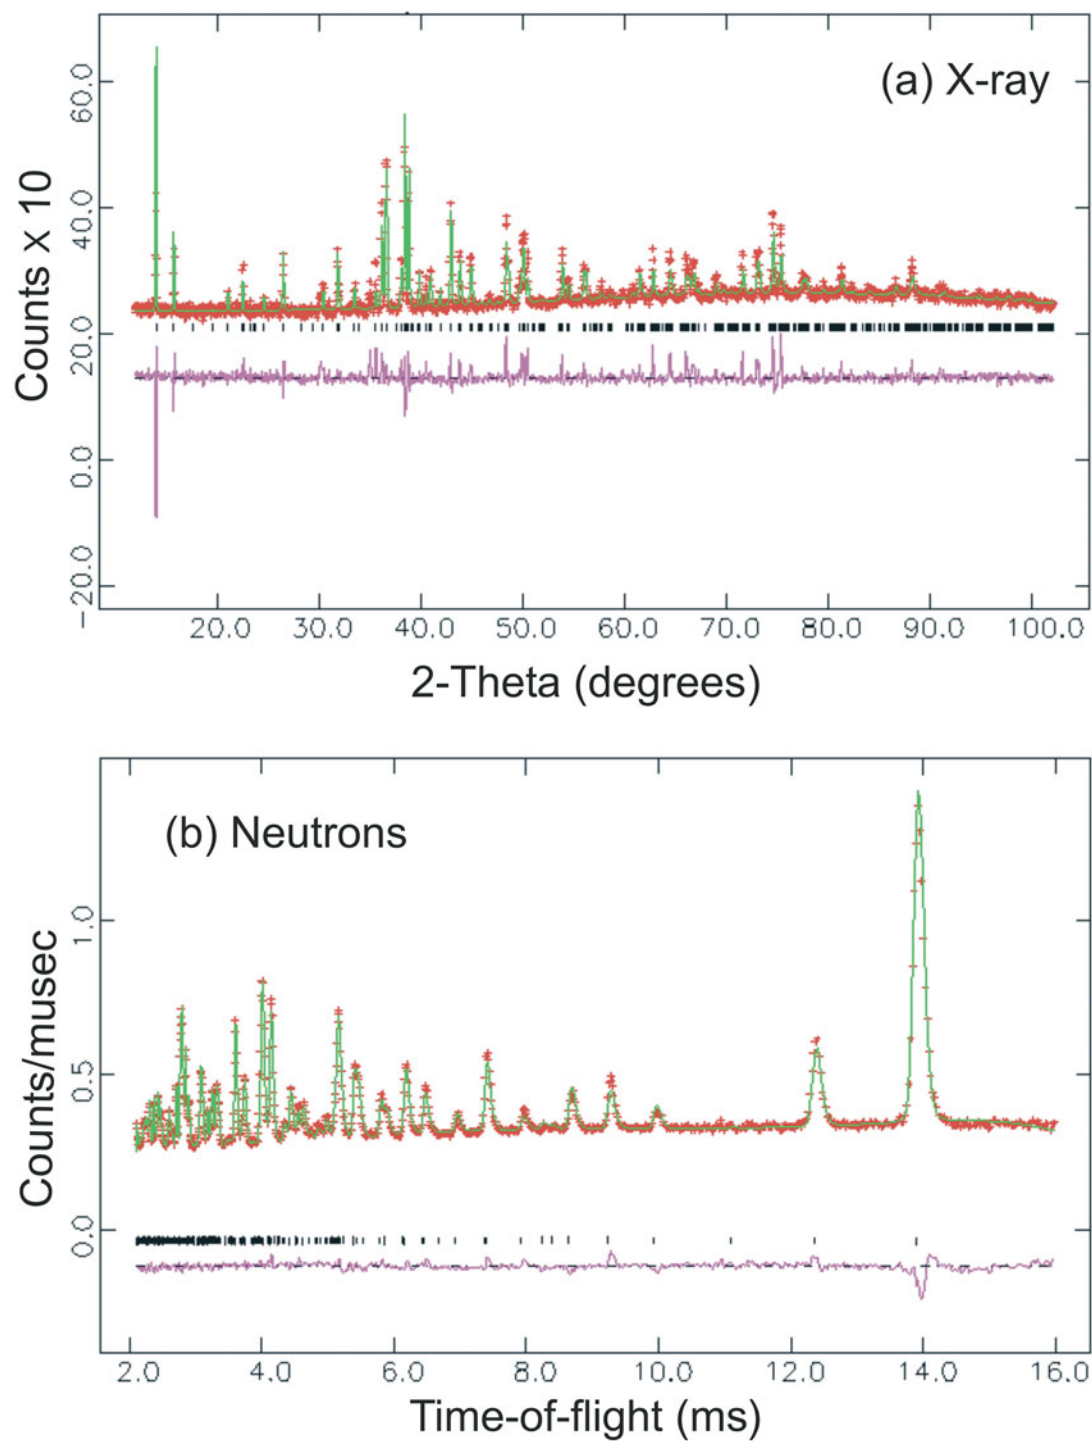 (a) X-ray
Counts x 10
60.0
40.0
20.0
0.0
-20.0
20.0 30.0 40.0 50.0 60.0 70.0 80.0 90.0 100.0
2-Theta (degrees)
(b) Neutrons
Counts/musec
1.0
0.5
0.0
2.0 4.0 6.0 8.0 10.0 12.0 14.0 16.0
Time-of-flight (ms)